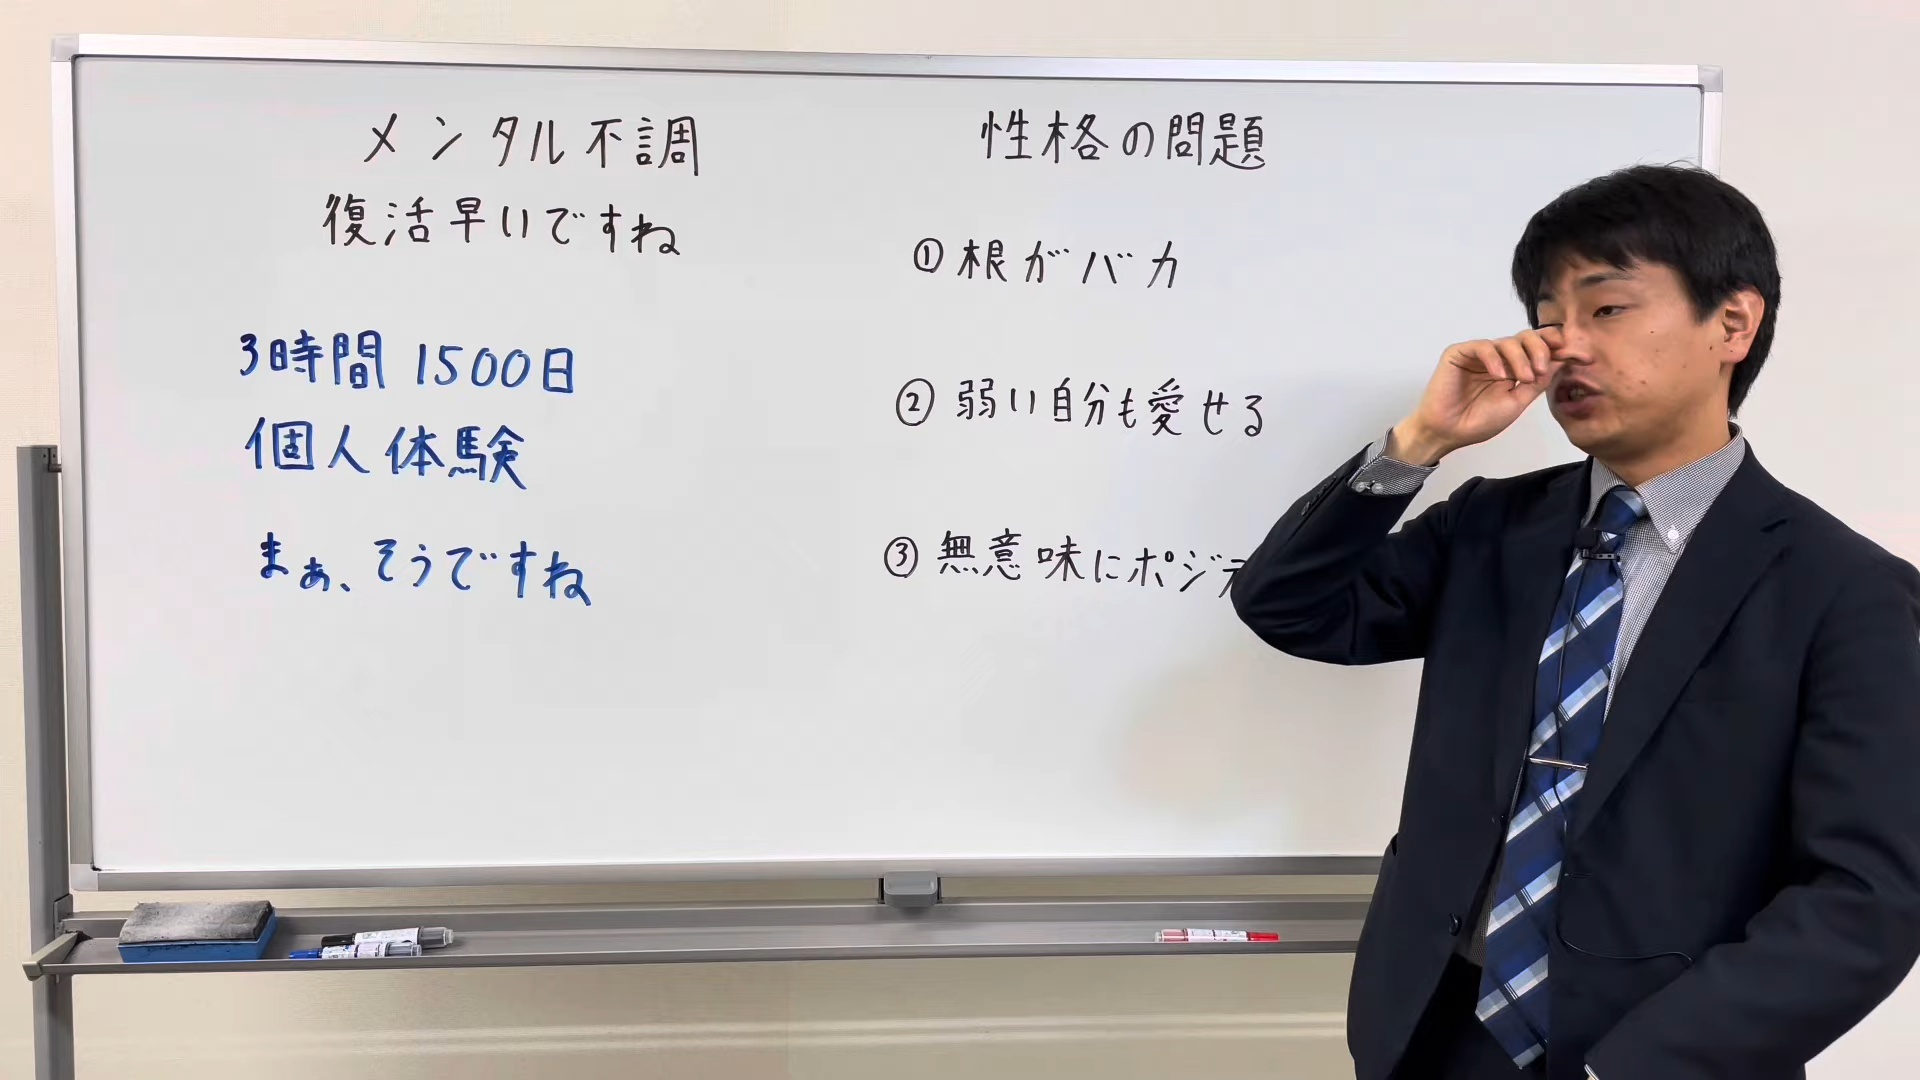 メンタル不調
復活早いですね
3時間 1500日
個人体験
まぁ、そうですね
性格の問題
① 根がバカ
② 弱い自分も愛せる
③ 無意味にポジテ